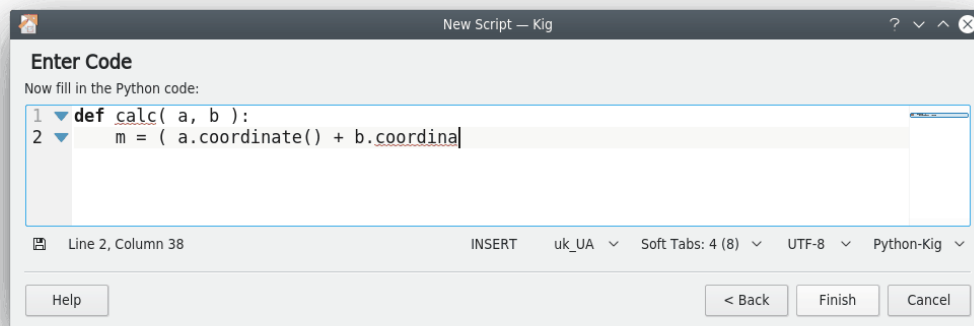 New Script — Kig
?
Enter Code
Now fill in the Python code:
1 def calc( a, b ):
2 m = ( a.coordinate() + b.coordina
Line 2, Column 38 INSERT uk_UA Soft Tabs: 4 (8) UTF-8 Python-Kig
Help < Back Finish Cancel